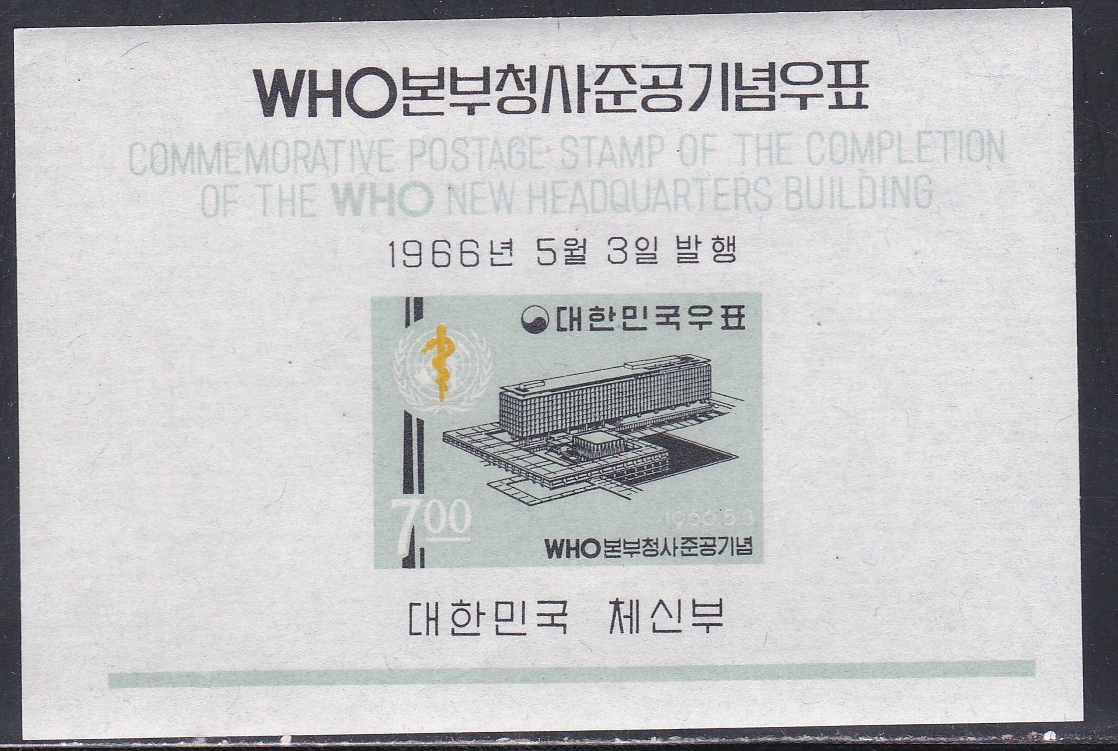 WHO본부청사준공기념우표
COMMEMORATIVE POSTAGE STAMP OF THE COMPLETION
OF THE WHO NEW HEADQUARTERS BUILDING
1966년 5월 3일 발행
대한민국우표
700
1966.5.3
WHO본부청사준공기념
대한민국 체신부